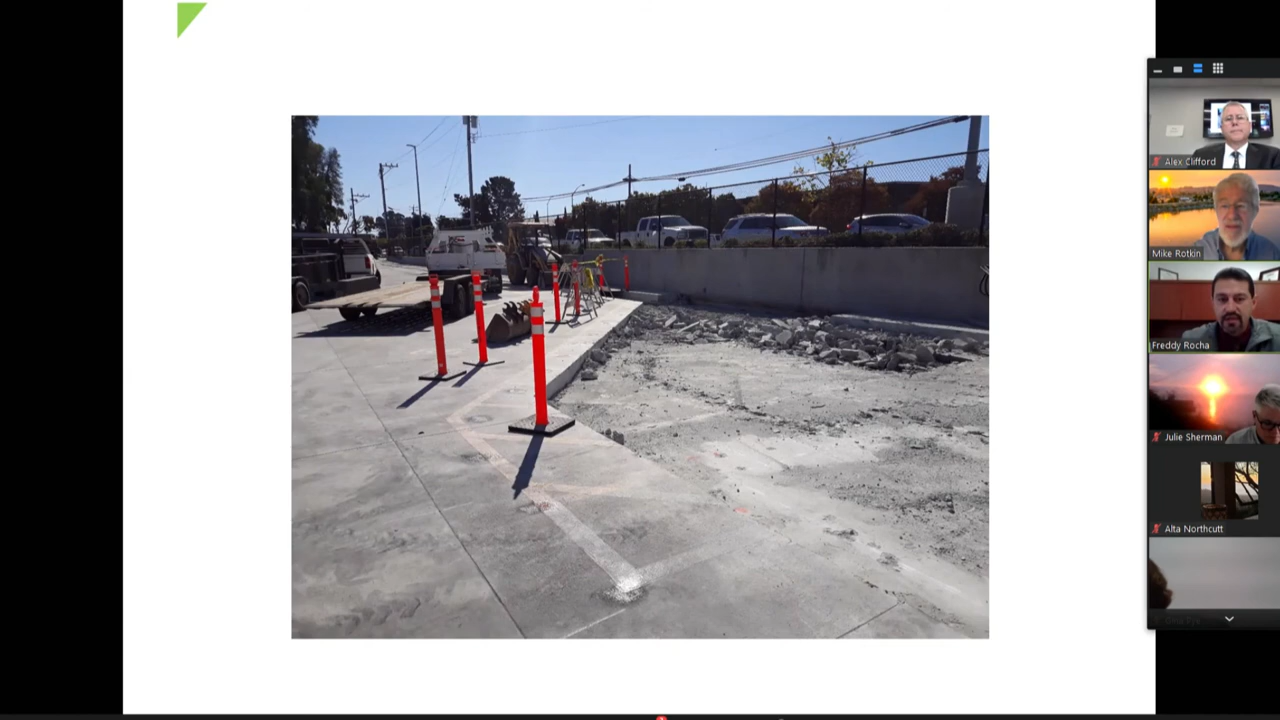 Alex Clifford
Mike Rotkin
Freddy Rocha
Julie Sherman
Alta Northcutt